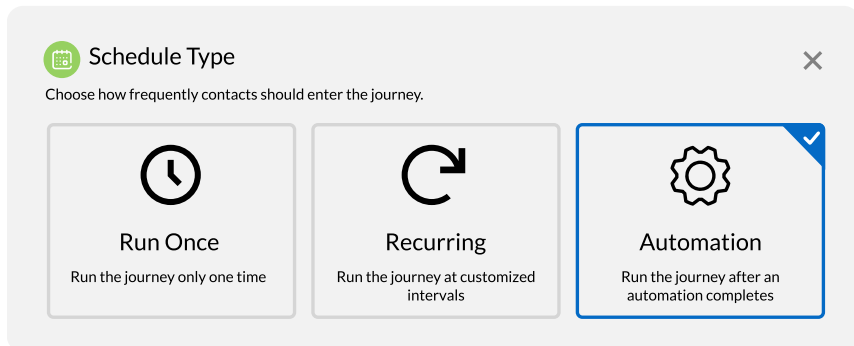 Schedule Type
Choose how frequently contacts should enter the journey.
Run Once
Run the journey only one time
Recurring
Run the journey at customized
intervals
Automation
Run the journey after an
automation completes